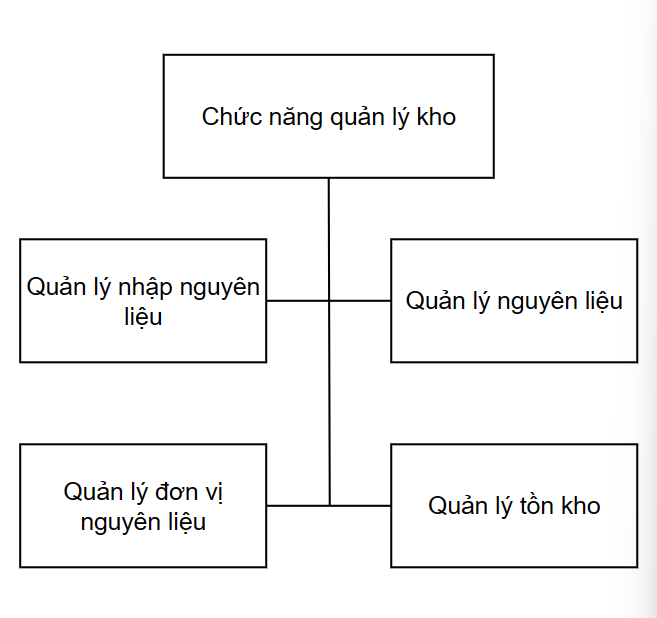 Chức năng quản lý kho
Quản lý nhập nguyên
liệu
Quản lý nguyên liệu
Quản lý đơn vị
nguyên liệu
Quản lý tồn kho